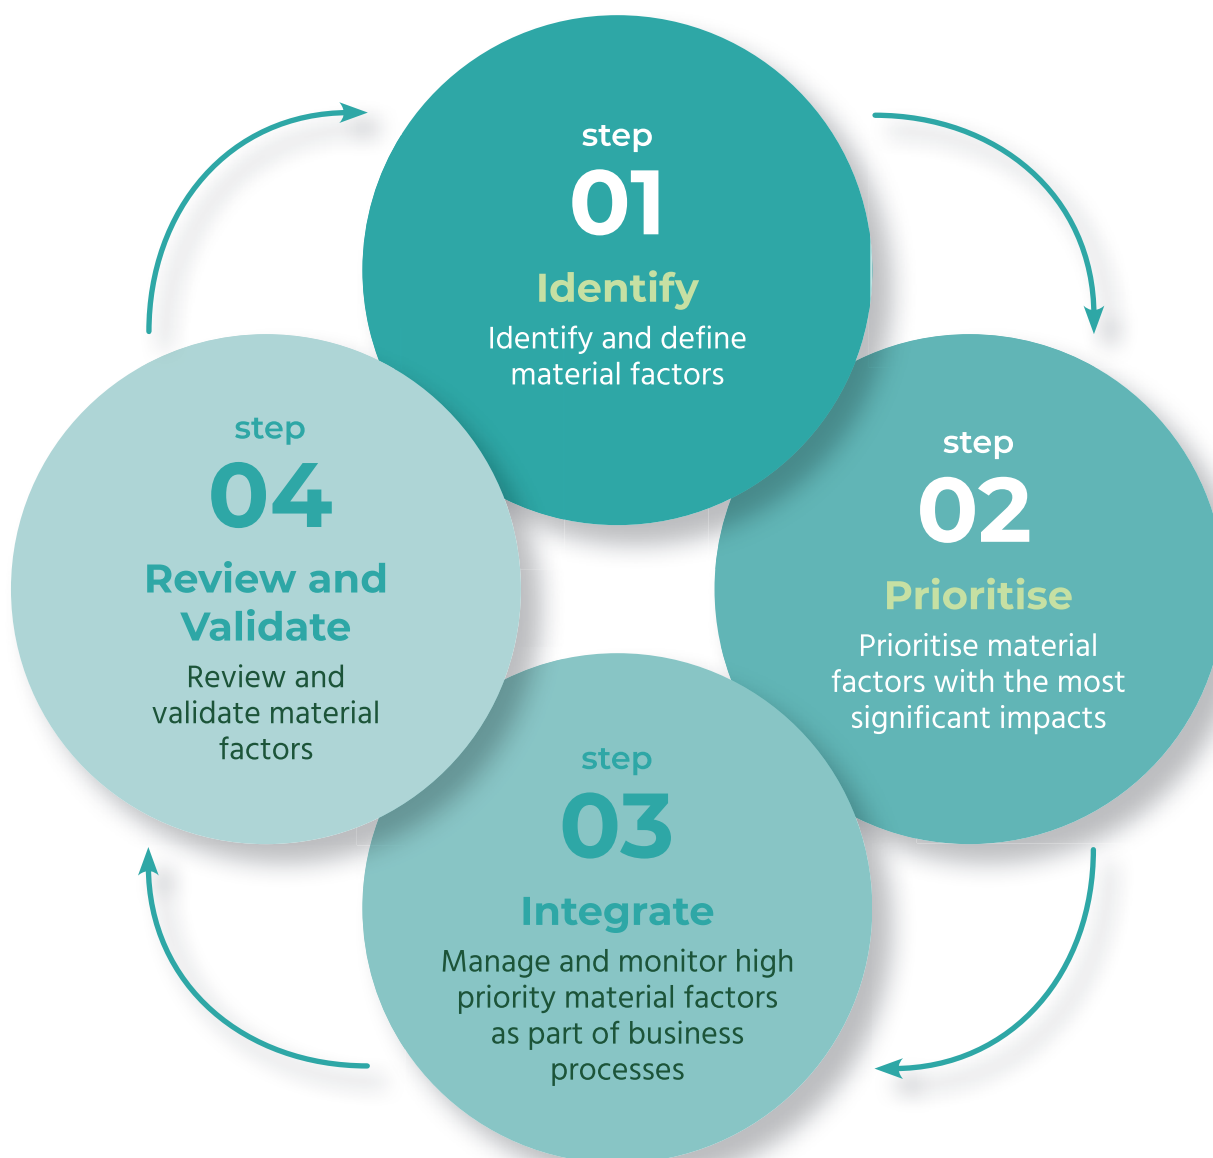 step
01
Identify
Identify and define
material factors
step
02
Prioritise
Prioritise material
factors with the most
significant impacts
step
03
Integrate
Manage and monitor high
priority material factors
as part of business
processes
step
04
Review and
Validate
Review and
validate material
factors